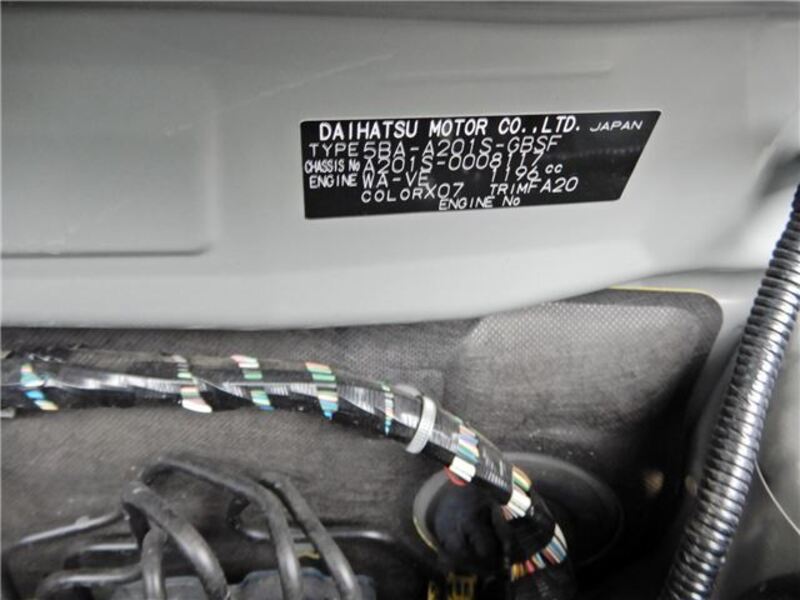 DAIHATSU MOTOR CO.,LTD. JAPAN
TYPE 5BA-A201S-GBSF
CHASSIS No A201S-0008117
ENGINE WA-VE 1196 cc
COLOR X07 TRIM FA20
ENGINE No